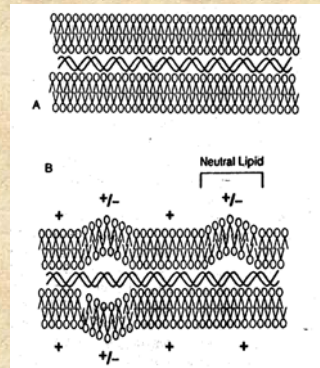 A
Neutral Lipid
B
+ +/– + +/–
+ +/– + +